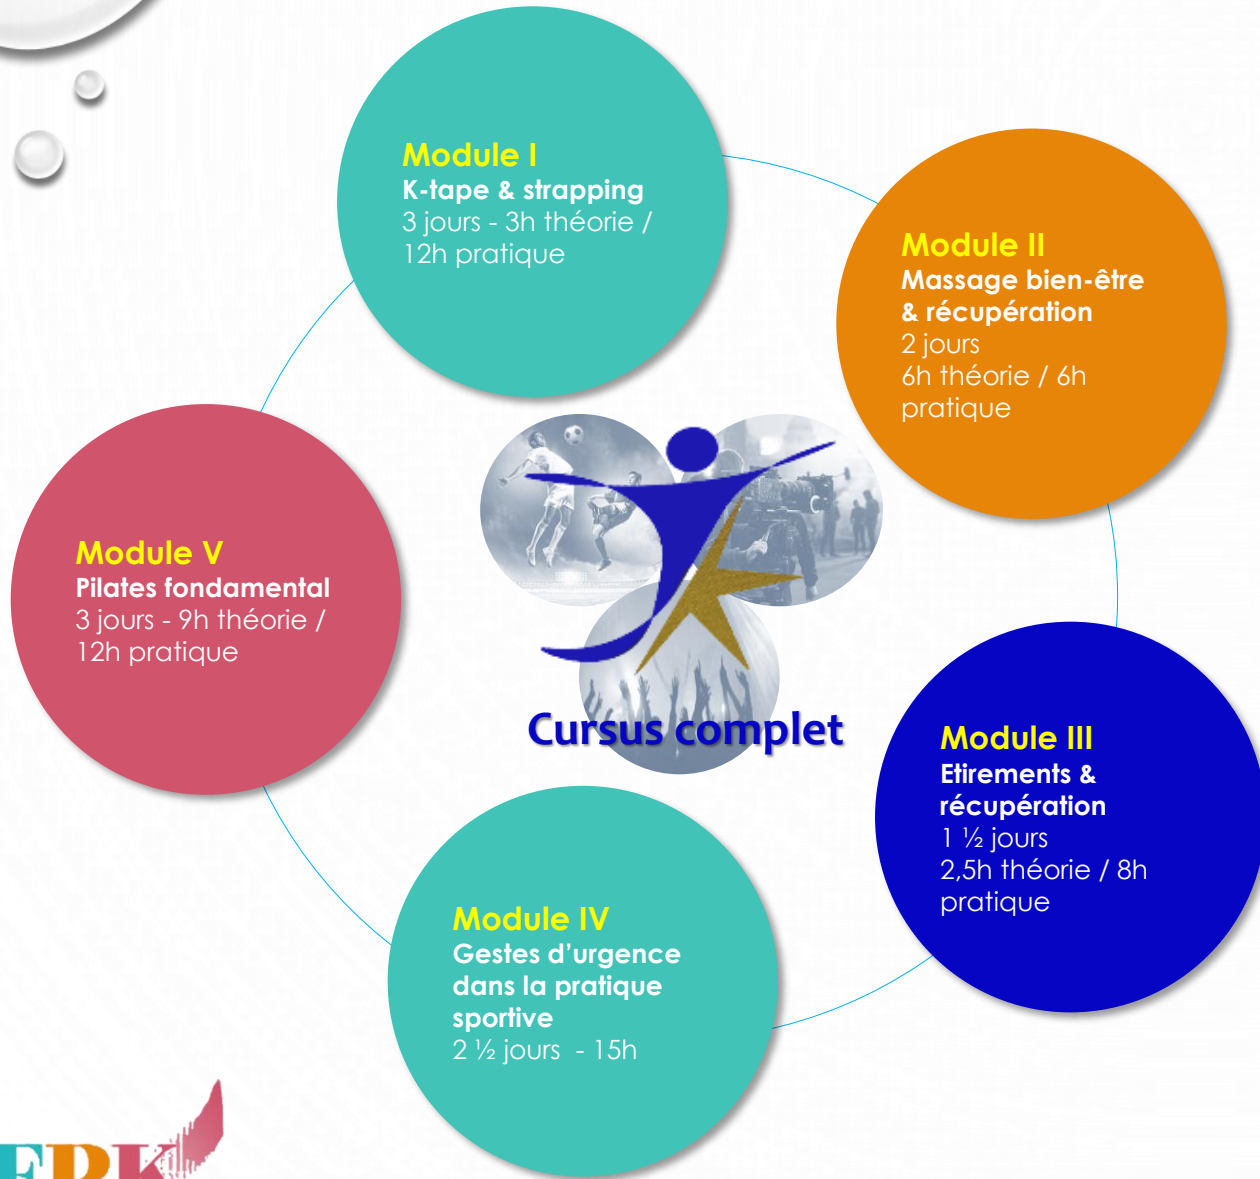 Module I
K-tape & strapping
3 jours - 3h théorie /
12h pratique
Module II
Massage bien-être
& récupération
2 jours
6h théorie / 6h
pratique
Module III
Etirements &
récupération
1 ½ jours
2,5h théorie / 8h
pratique
Module IV
Gestes d’urgence
dans la pratique
sportive
2 ½ jours  - 15h
Module V
Pilates fondamental
3 jours - 9h théorie /
12h pratique
Cursus complet